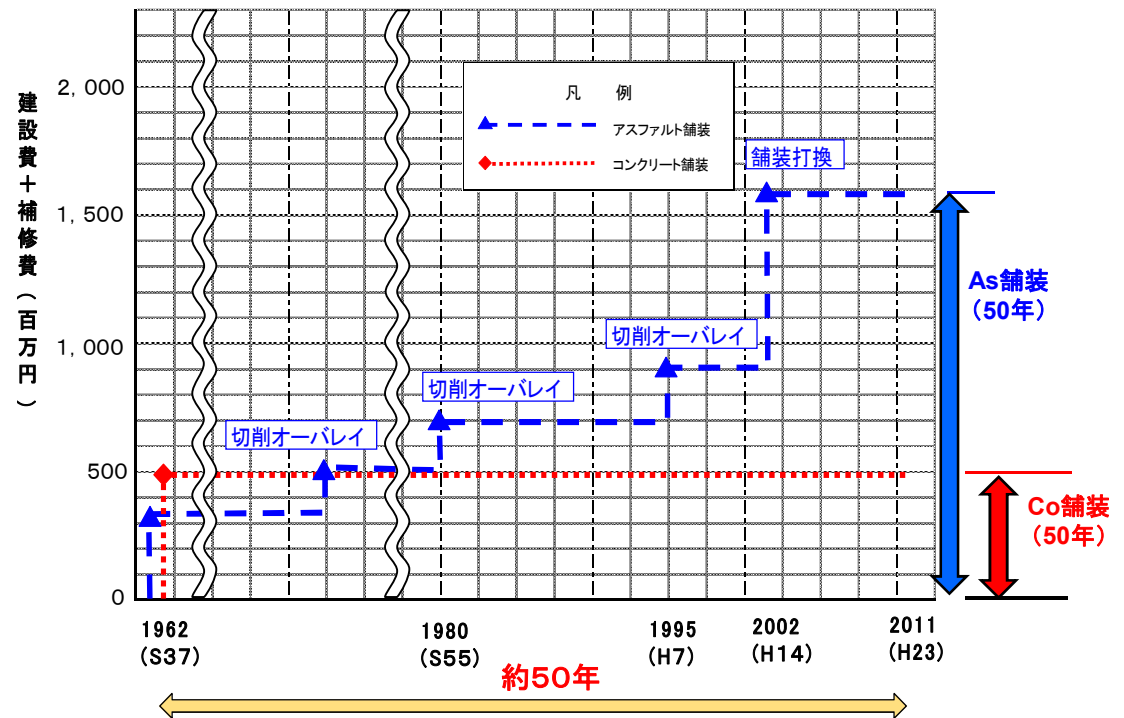 建設費＋補修費（百万円）
2,000
1,500
1,000
500
0
凡　例
アスファルト舗装
コンクリート舗装
舗装打換
切削オーバレイ
切削オーバレイ
切削オーバレイ
As舗装
（50年）
Co舗装
（50年）
1962
(S37)
1980
(S55)
1995
(H7)
2002
(H14)
2011
(H23)
約50年